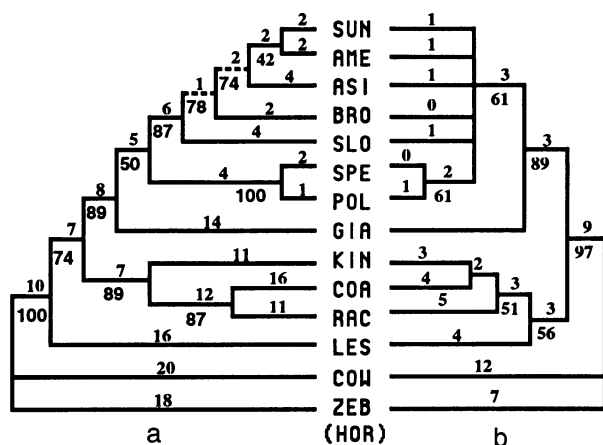 2 SUN 1
2
2 2 AME 1
42
2
74 4 ASI 1 3
61
1
78 2 BRO 0
6
87 4 SLO 1 3
89
5
50 2 SPE 0
4 2
100 1 POL 1 61
8
89 14 GIA
7
74 11 KIN 3 9
97
7
89 16 COA 4 2
12 3
87 11 RAC 5 51 3
56
10
100 16 LES 4
20 COW 12
18 ZEB 7
a (HOR) b